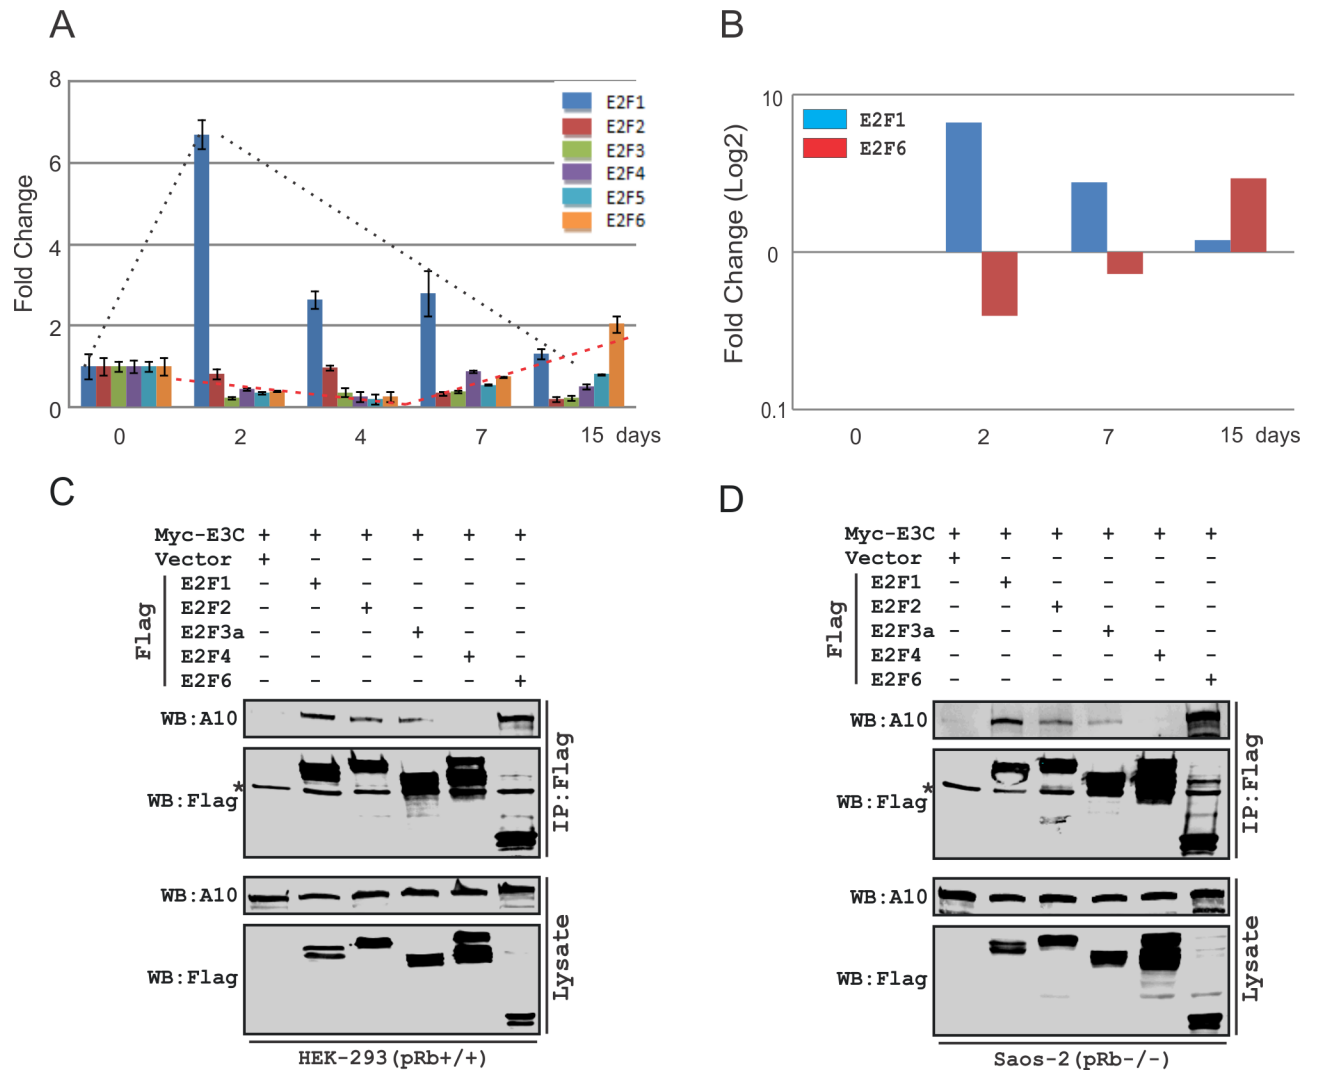 A
Fold Change
8
6
4
2
0
E2F1
E2F2
E2F3
E2F4
E2F5
E2F6
0 2 4 7 15 days
B
Fold Change (Log2)
10
0
0.1
E2F1
E2F6
0 2 7 15 days
C
Myc-E3C + + + + + +
Vector + - - - - -
Flag
E2F1 - + - - - -
E2F2 - - + - - -
E2F3a - - - + - -
E2F4 - - - - + -
E2F6 - - - - - +
WB:A10
*
WB:Flag
IP:Flag
WB:A10
WB:Flag
Lysate
HEK-293(pRb+/+)
D
Myc-E3C + + + + + +
Vector + - - - - -
Flag
E2F1 - + - - - -
E2F2 - - + - - -
E2F3a - - - + - -
E2F4 - - - - + -
E2F6 - - - - - +
WB:A10
*
WB:Flag
IP:Flag
WB:A10
WB:Flag
Lysate
Saos-2(pRb-/-)